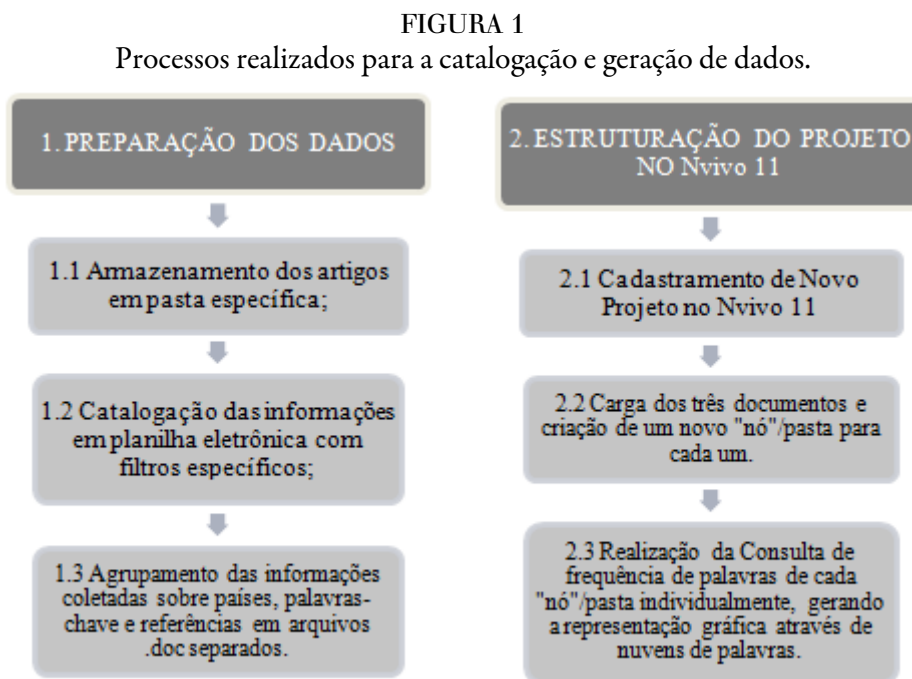 FIGURA 1
Processos realizados para a catalogação e geração de dados.
1. PREPARAÇÃO DOS DADOS
1.1 Armazenamento dos artigos
em pasta específica;
1.2 Catalogação das informações
em planilha eletrônica com
filtros específicos;
1.3 Agrupamento das informações
coletadas sobre países, palavras-
chave e referências em arquivos
.doc separados.
2. ESTRUTURAÇÃO DO PROJETO
NO Nvivo 11
2.1 Cadastramento de Novo
Projeto no Nvivo 11
2.2 Carga dos três documentos e
criação de um novo "nó"/pasta para
cada um.
2.3 Realização da Consulta de
frequência de palavras de cada
"nó"/pasta individualmente, gerando
a representação gráfica através de
nuvens de palavras.